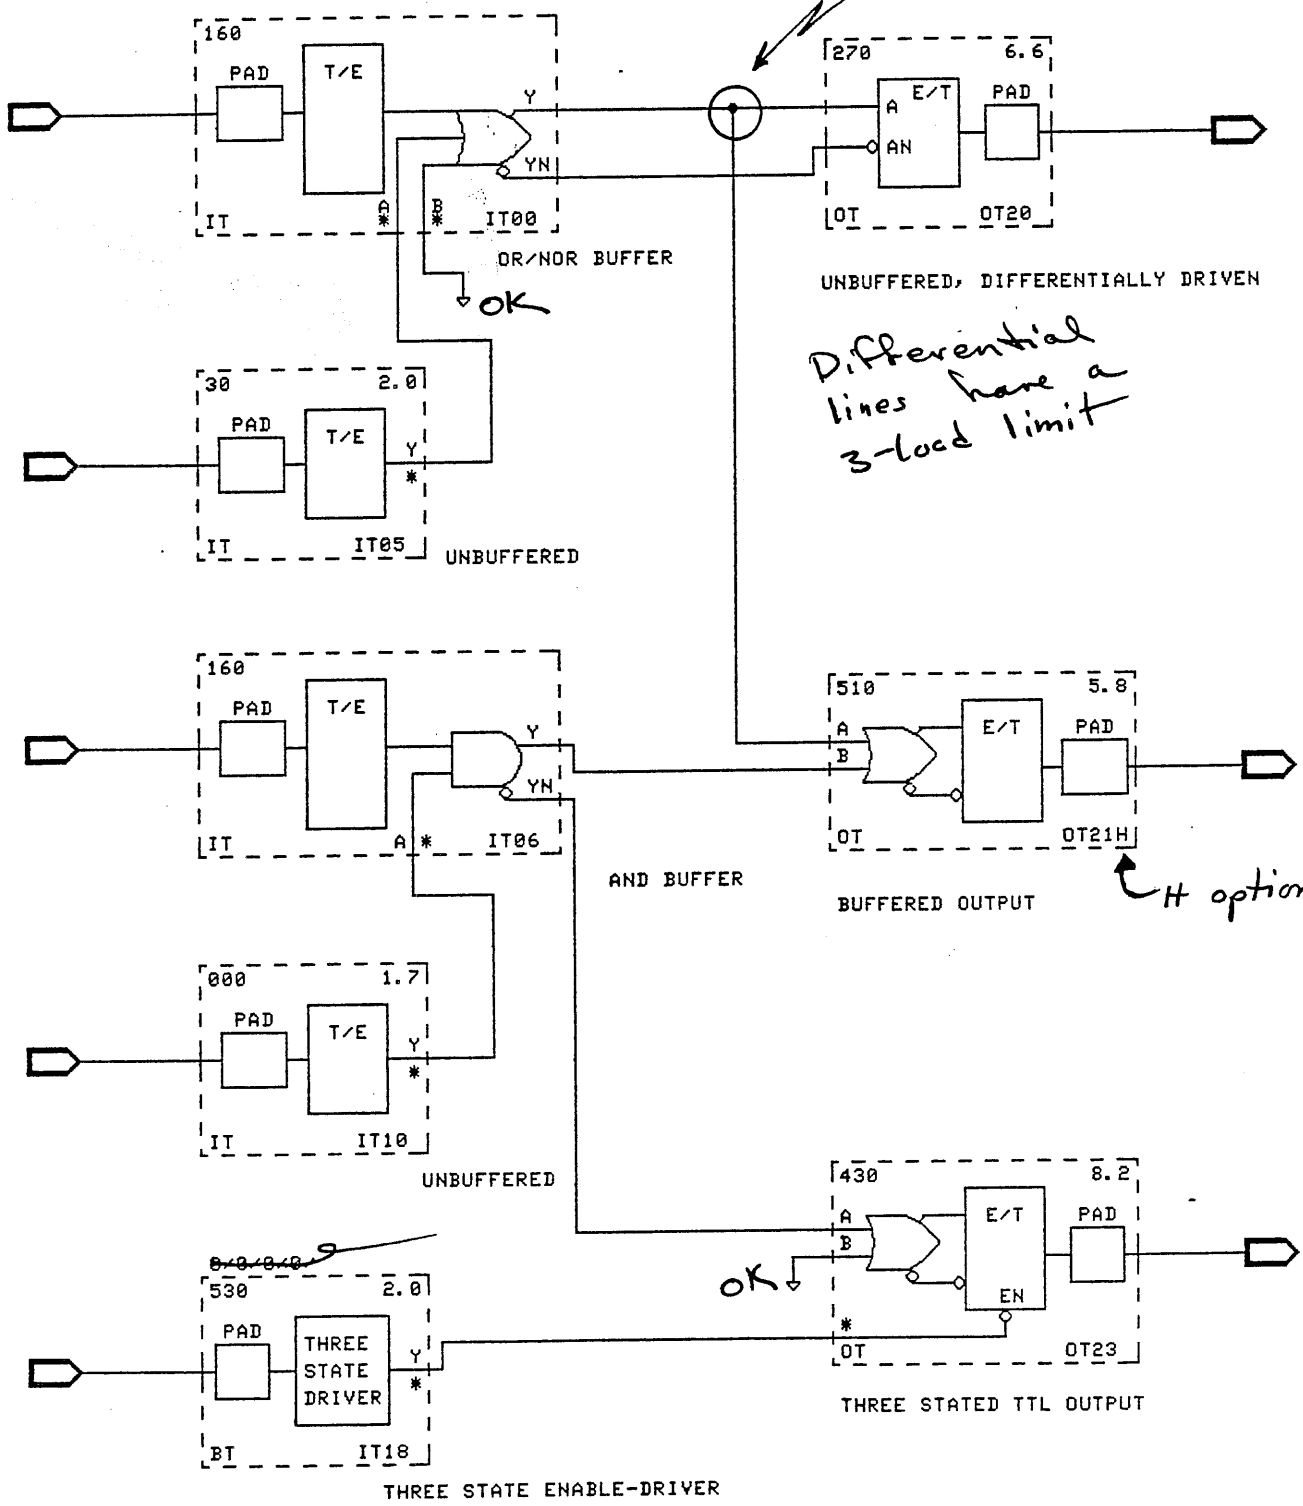 160
PAD
T/E
Y
YN
A
*
B
*
IT
IT00
OR/NOR BUFFER
OK
270
6.6
E/T
PAD
A
AN
OT
OT20
UNBUFFERED, DIFFERENTIALLY DRIVEN
Differential
lines have a
3-load limit
30
2.0
PAD
T/E
Y
*
IT
IT05
UNBUFFERED
160
PAD
T/E
Y
YN
A *
IT
IT06
AND BUFFER
510
5.8
A
B
E/T
PAD
OT
OT21H
BUFFERED OUTPUT
H option
000
1.7
PAD
T/E
Y
*
IT
IT10
UNBUFFERED
430
8.2
A
B
E/T
PAD
OK
EN
*
OT
OT23
THREE STATED TTL OUTPUT
530
2.0
PAD
THREE
STATE
DRIVER
Y
*
BT
IT18
THREE STATE ENABLE-DRIVER